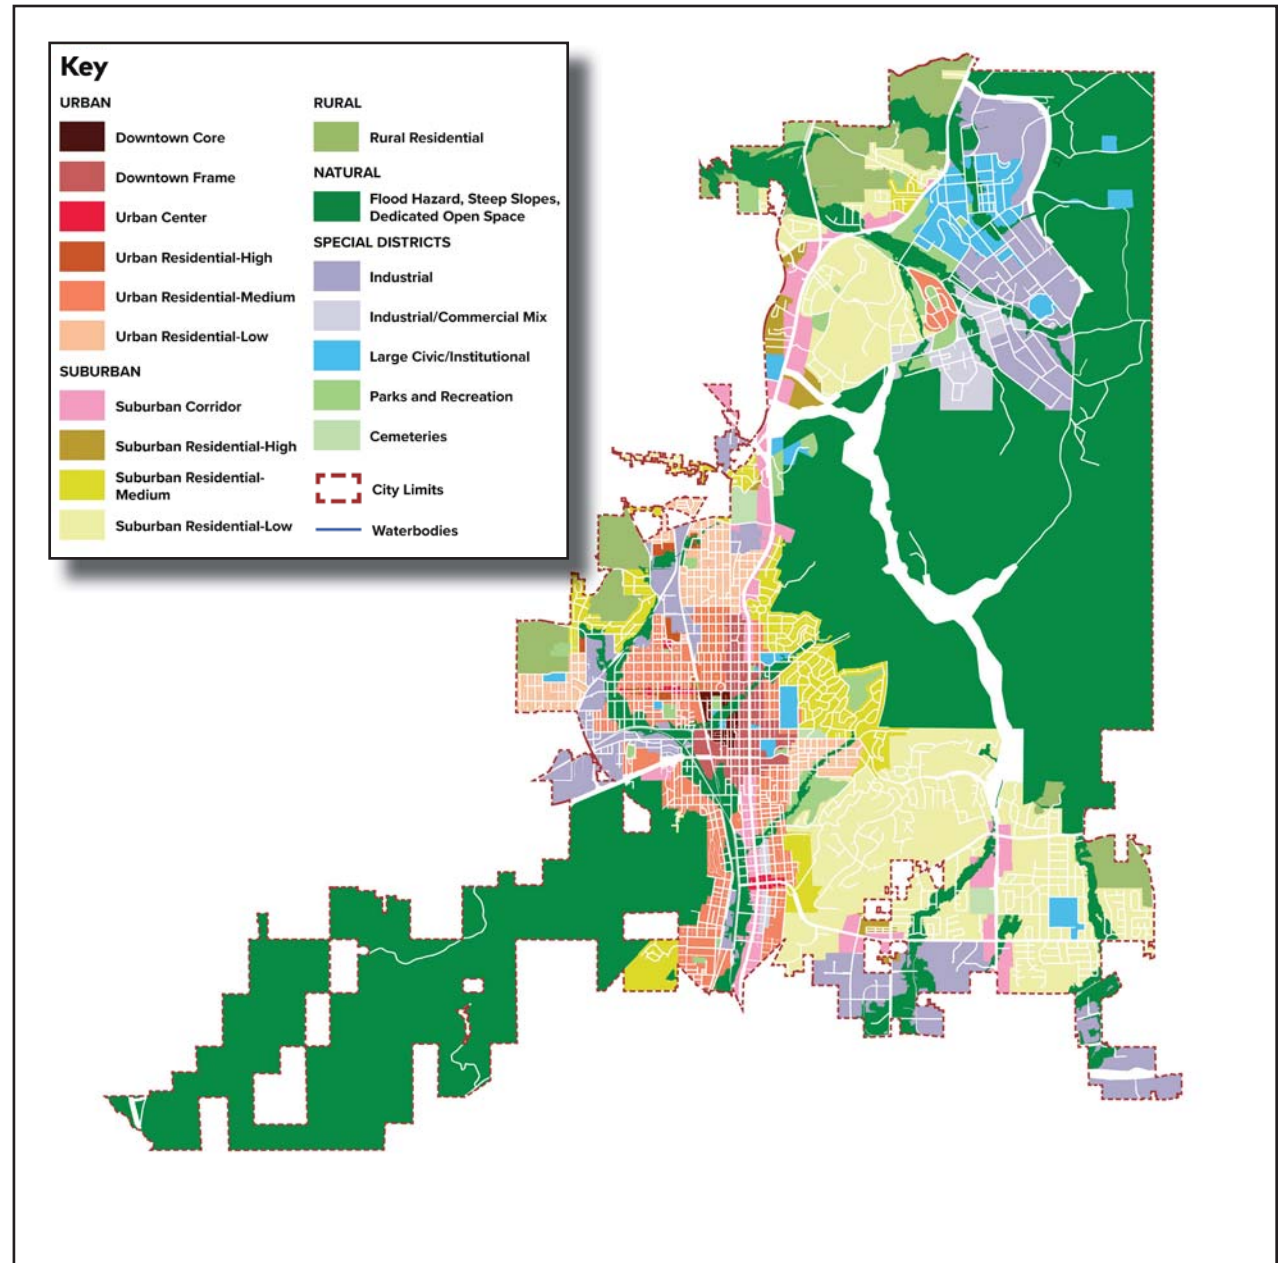 Key
URBAN
Downtown Core
Downtown Frame
Urban Center
Urban Residential-High
Urban Residential-Medium
Urban Residential-Low
SUBURBAN
Suburban Corridor
Suburban Residential-High
Suburban Residential-
Medium
Suburban Residential-Low
RURAL
Rural Residential
NATURAL
Flood Hazard, Steep Slopes,
Dedicated Open Space
SPECIAL DISTRICTS
Industrial
Industrial/Commercial Mix
Large Civic/Institutional
Parks and Recreation
Cemeteries
City Limits
Waterbodies